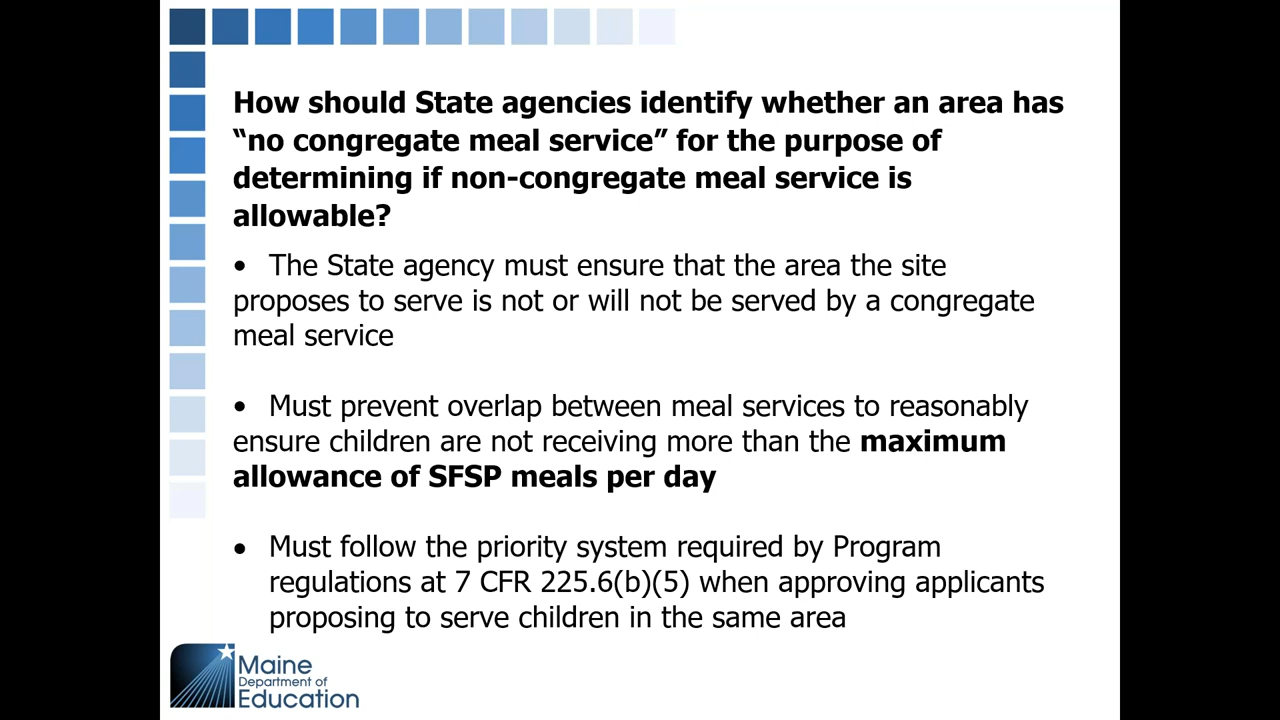 How should State agencies identify whether an area has
“no congregate meal service” for the purpose of
determining if non-congregate meal service is
allowable?
• The State agency must ensure that the area the site
proposes to serve is not or will not be served by a congregate
meal service
• Must prevent overlap between meal services to reasonably
ensure children are not receiving more than the maximum
allowance of SFSP meals per day
• Must follow the priority system required by Program
regulations at 7 CFR 225.6(b)(5) when approving applicants
proposing to serve children in the same area
Maine
Department of
Education